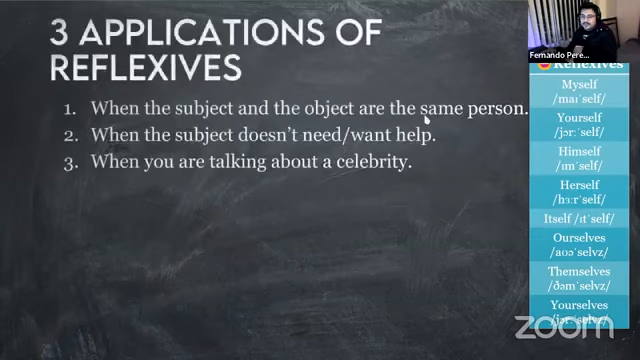 3 APPLICATIONS OF
REFLEXIVES
1. When the subject and the object are the same person.
2. When the subject doesn't need/want help.
3. When you are talking about a celebrity.
Fernando Pere...
Reflexives
Myself
/maɪˈself/
Yourself
/jɔːˈself/
Himself
/ɪmˈself/
Herself
/hɜːrˈself/
Itself /ɪtˈself/
Ourselves
/aʊəˈselvz/
Themselves
/ðəmˈselvz/
Yourselves
/jɔːˈselvz/
zoom